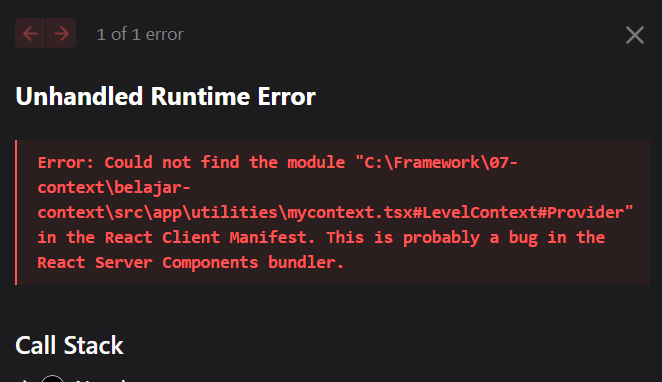 1 of 1 error
Unhandled Runtime Error
Error: Could not find the module "C:\Framework\07-
context\belajar-
context\src\app\utilities\mycontext.tsx#LevelContext#Provider"
in the React Client Manifest. This is probably a bug in the
React Server Components bundler.
Call Stack